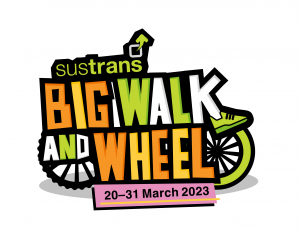 sustrans
BIG WALK
AND WHEEL
20–31 March 2023